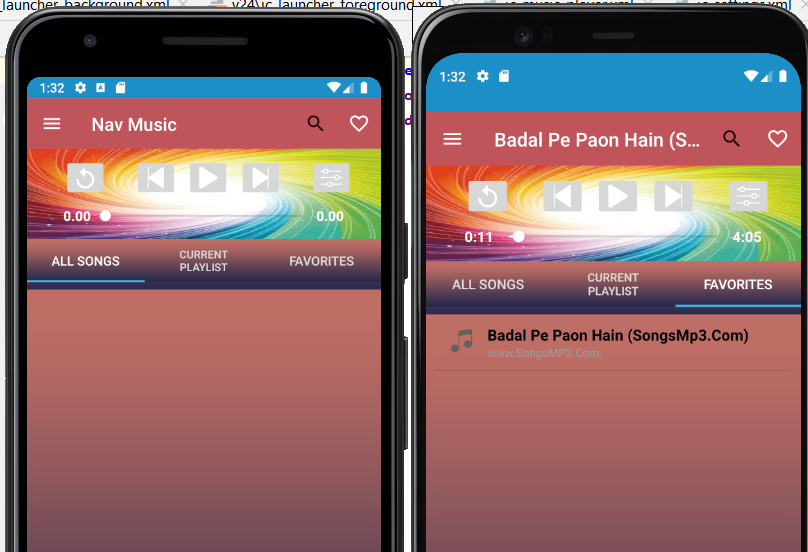 _launcher_background.xml
v24\ic_launcher_foreground.xml
1:32
A
Nav Music
0.00
0.00
ALL SONGS
CURRENT
PLAYLIST
FAVORITES
1:32
Badal Pe Paon Hain (S...
0:11
4:05
ALL SONGS
CURRENT
PLAYLIST
FAVORITES
Badal Pe Paon Hain (SongsMp3.Com)
www.SongsMP3.Com,